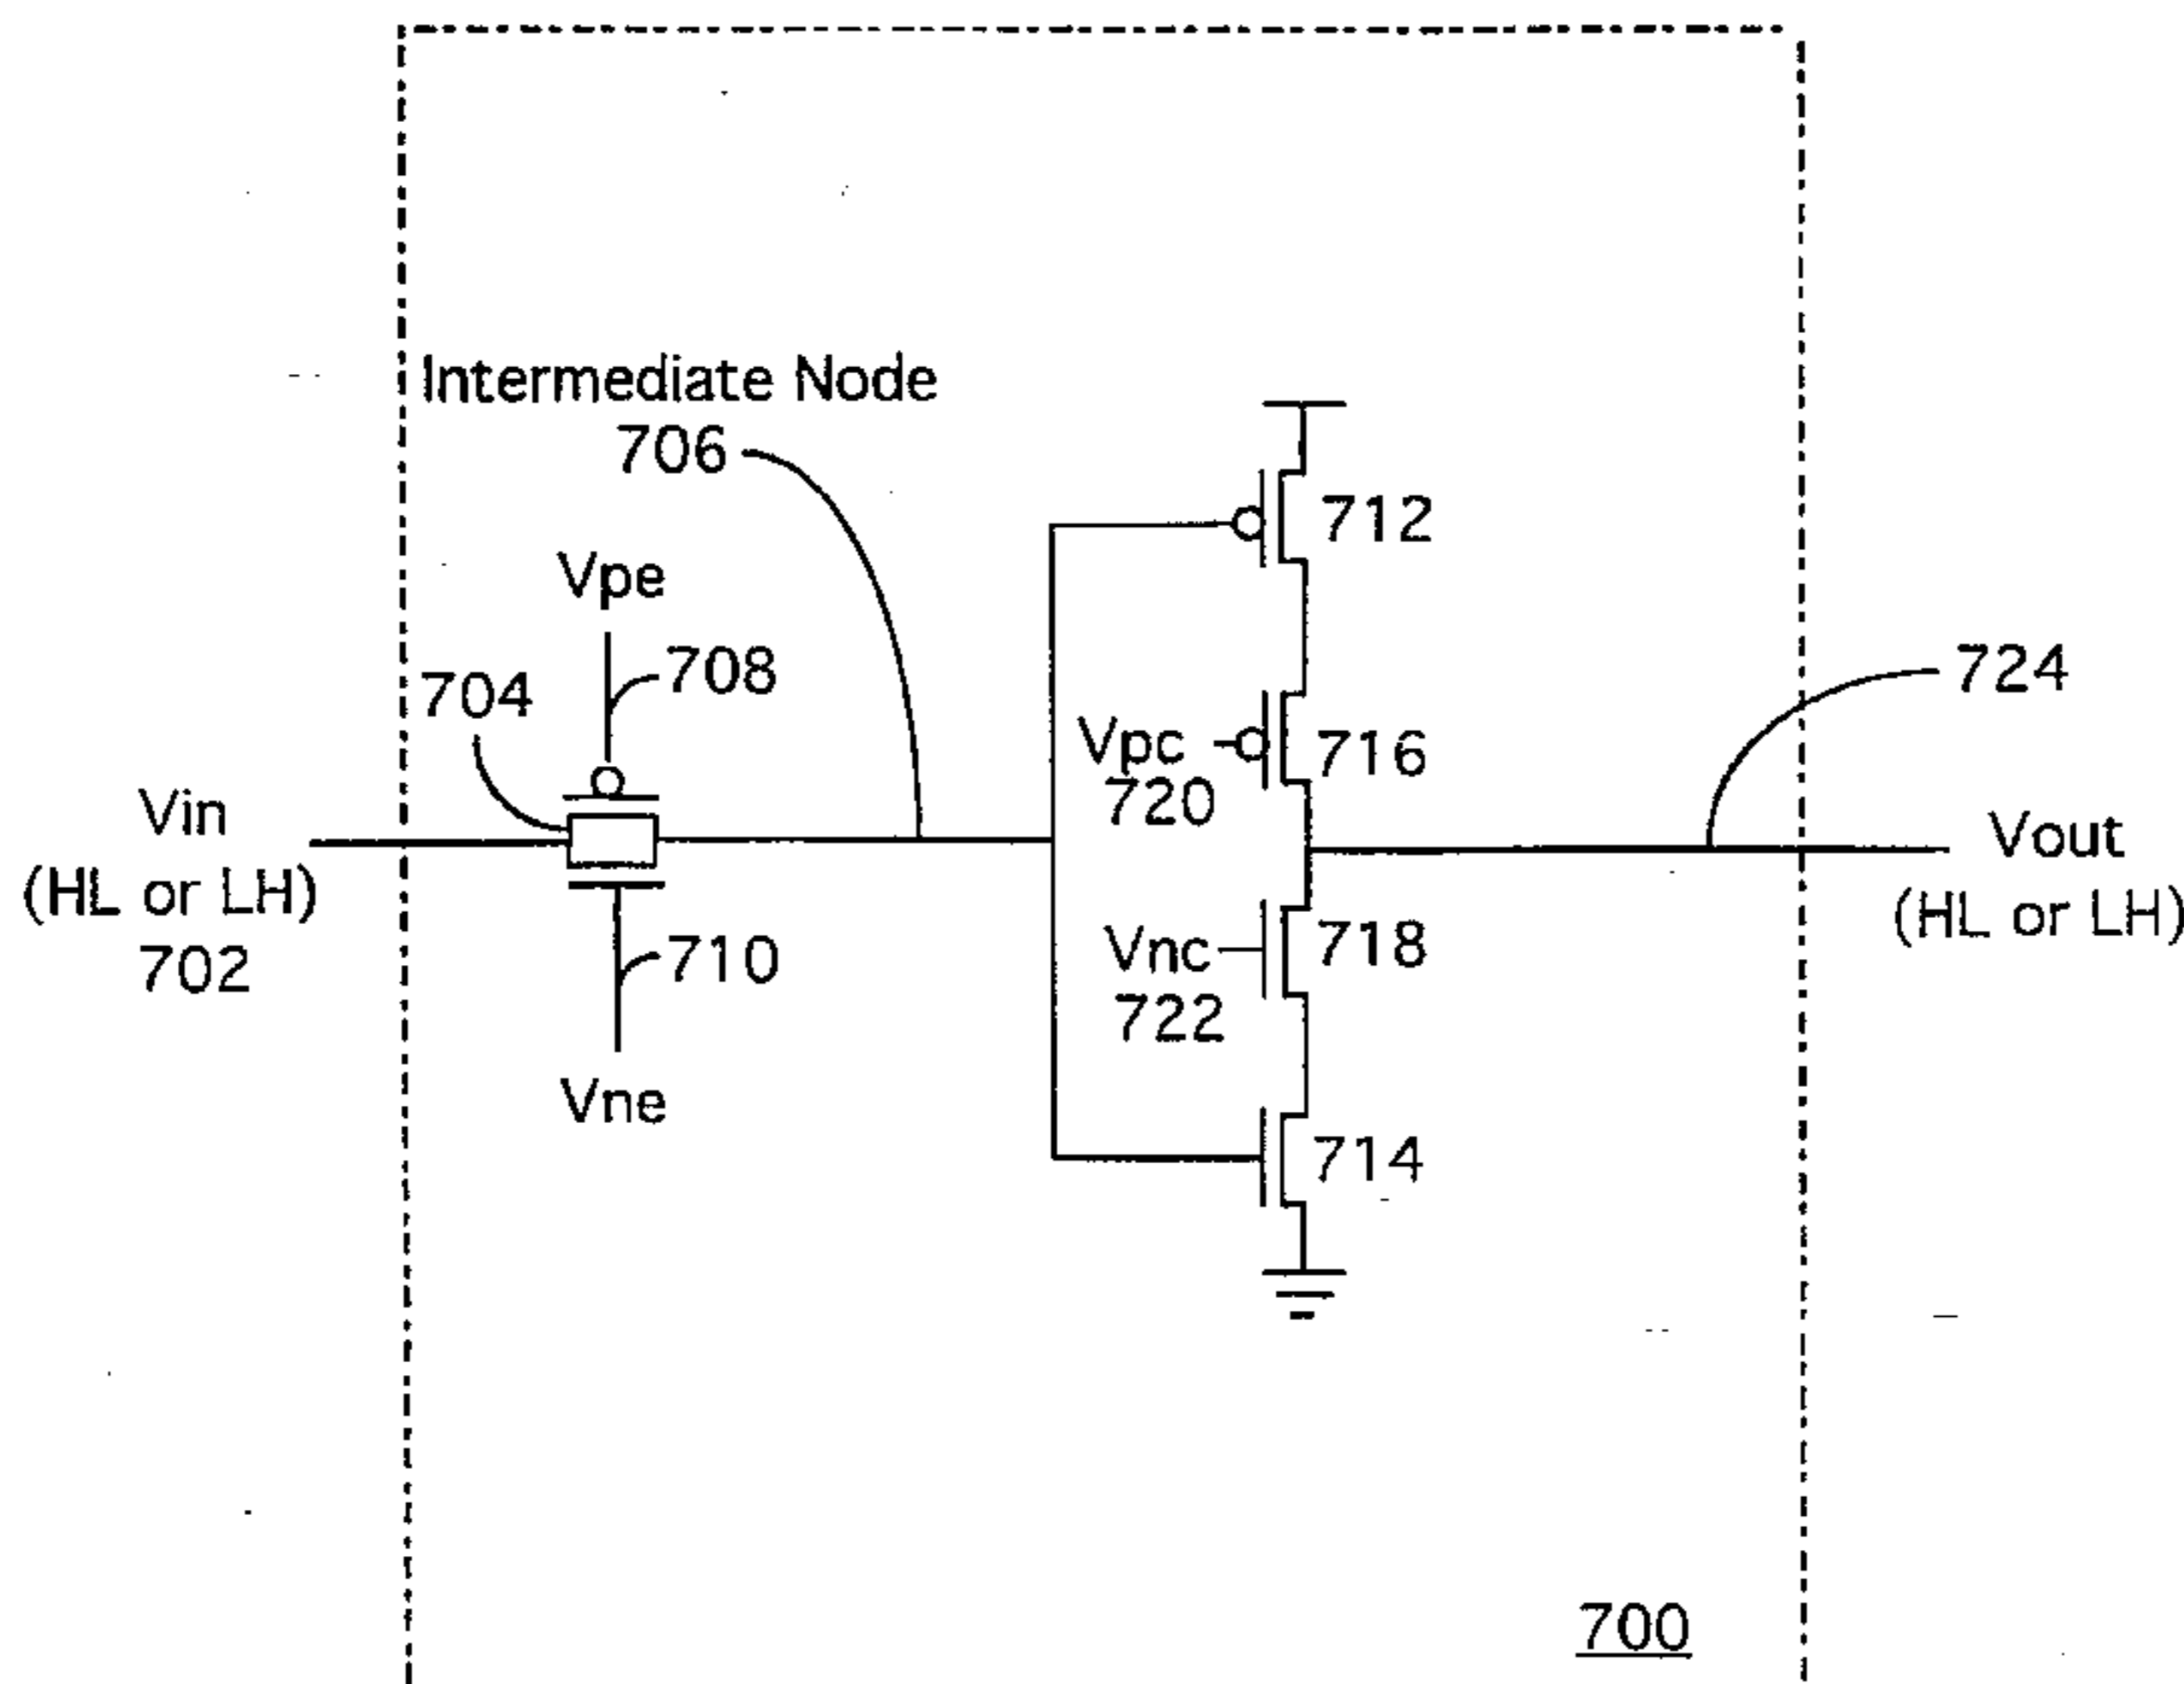 Intermediate Node
706
712
Vpe
708
704
724
Vpc
720
716
Vin
(HL or LH)
702
Vout
(HL or LH)
Vnc
722
718
710
Vne
714
700